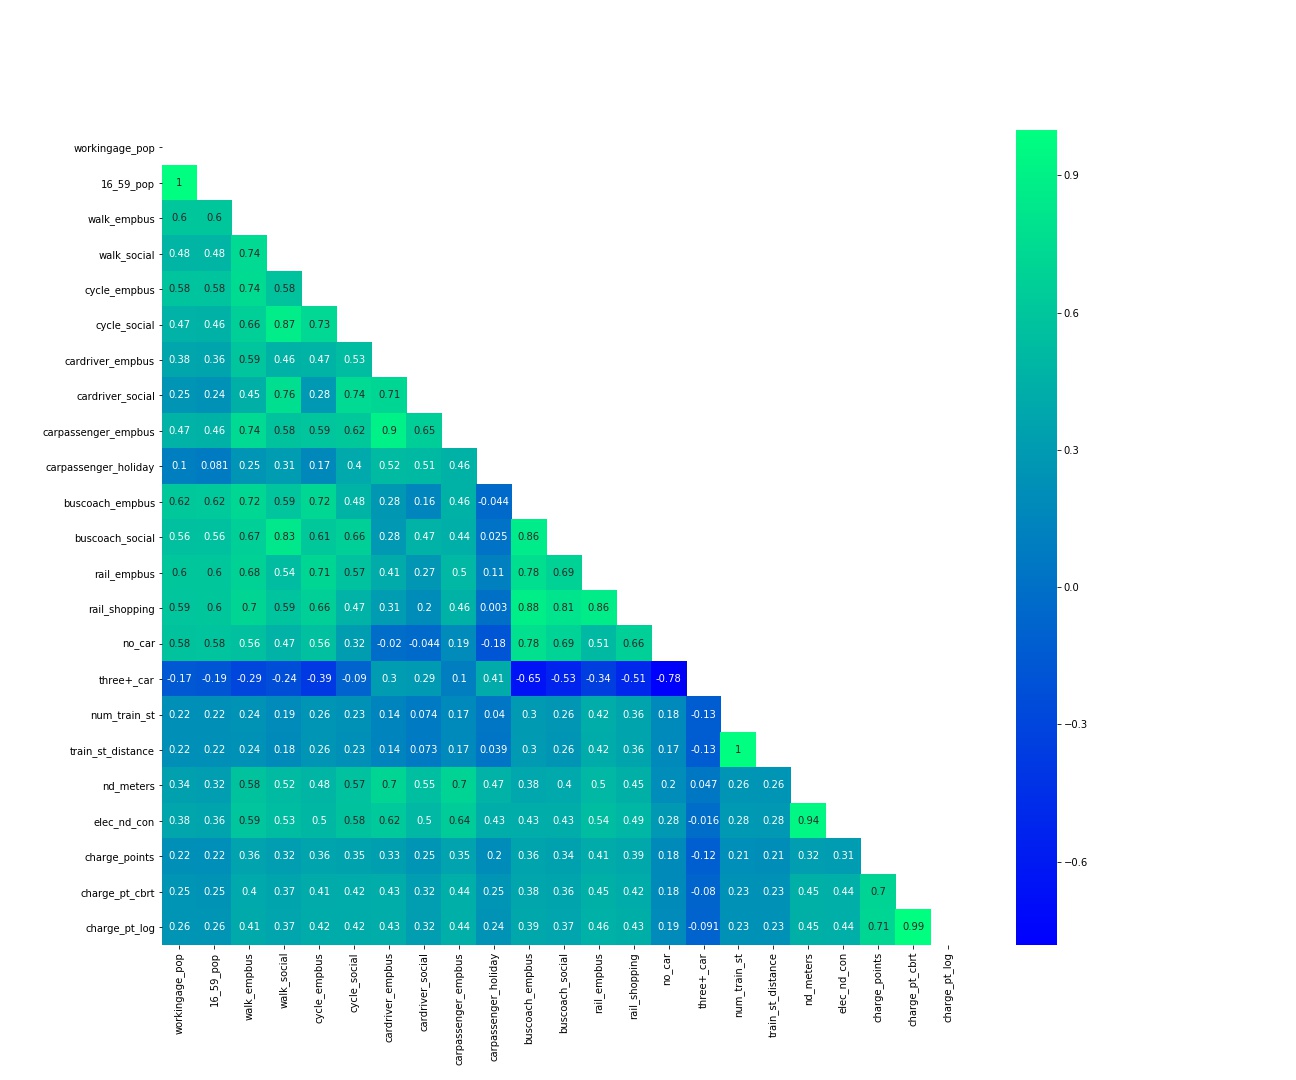 workingage_pop
16_59_pop 1
walk_empbus 0.6 0.6
walk_social 0.48 0.48 0.74
cycle_empbus 0.58 0.58 0.74 0.58
cycle_social 0.47 0.46 0.66 0.87 0.73
cardriver_empbus 0.38 0.36 0.59 0.46 0.47 0.53
cardriver_social 0.25 0.24 0.45 0.76 0.28 0.74 0.71
carpassenger_empbus 0.47 0.46 0.74 0.58 0.59 0.62 0.9 0.65
carpassenger_holiday 0.1 0.081 0.25 0.31 0.17 0.4 0.52 0.51 0.46
buscoach_empbus 0.62 0.62 0.72 0.59 0.72 0.48 0.28 0.16 0.46 -0.044
buscoach_social 0.56 0.56 0.67 0.83 0.61 0.66 0.28 0.47 0.44 0.025 0.86
rail_empbus 0.6 0.6 0.68 0.54 0.71 0.57 0.41 0.27 0.5 0.11 0.78 0.69
rail_shopping 0.59 0.6 0.7 0.59 0.66 0.47 0.31 0.2 0.46 0.003 0.88 0.81 0.86
no_car 0.58 0.58 0.56 0.47 0.56 0.32 -0.02 -0.044 0.19 -0.18 0.78 0.69 0.51 0.66
three+_car -0.17 -0.19 -0.29 -0.24 -0.39 -0.09 0.3 0.29 0.1 0.41 -0.65 -0.53 -0.34 -0.51 -0.78
num_train_st 0.22 0.22 0.24 0.19 0.26 0.23 0.14 0.074 0.17 0.04 0.3 0.26 0.42 0.36 0.18 -0.13
train_st_distance 0.22 0.22 0.24 0.18 0.26 0.23 0.14 0.073 0.17 0.039 0.3 0.26 0.42 0.36 0.17 -0.13 1
nd_meters 0.34 0.32 0.58 0.52 0.48 0.57 0.7 0.55 0.7 0.47 0.38 0.4 0.5 0.45 0.2 0.047 0.26 0.26
elec_nd_con 0.38 0.36 0.59 0.53 0.5 0.58 0.62 0.5 0.64 0.43 0.43 0.43 0.54 0.49 0.28 -0.016 0.28 0.28 0.94
charge_points 0.22 0.22 0.36 0.32 0.36 0.35 0.33 0.25 0.35 0.2 0.36 0.34 0.41 0.39 0.18 -0.12 0.21 0.21 0.32 0.31
charge_pt_cbrt 0.25 0.25 0.4 0.37 0.41 0.42 0.43 0.32 0.44 0.25 0.38 0.36 0.45 0.42 0.18 -0.08 0.23 0.23 0.45 0.44 0.7
charge_pt_log 0.26 0.26 0.41 0.37 0.42 0.42 0.43 0.32 0.44 0.24 0.39 0.37 0.46 0.43 0.19 -0.091 0.23 0.23 0.45 0.44 0.71 0.99
workingage_pop
16_59_pop
walk_empbus
walk_social
cycle_empbus
cycle_social
cardriver_empbus
cardriver_social
carpassenger_empbus
carpassenger_holiday
buscoach_empbus
buscoach_social
rail_empbus
rail_shopping
no_car
three+_car
num_train_st
train_st_distance
nd_meters
elec_nd_con
charge_points
charge_pt_cbrt
charge_pt_log
0.9
0.6
0.3
0.0
−0.3
−0.6